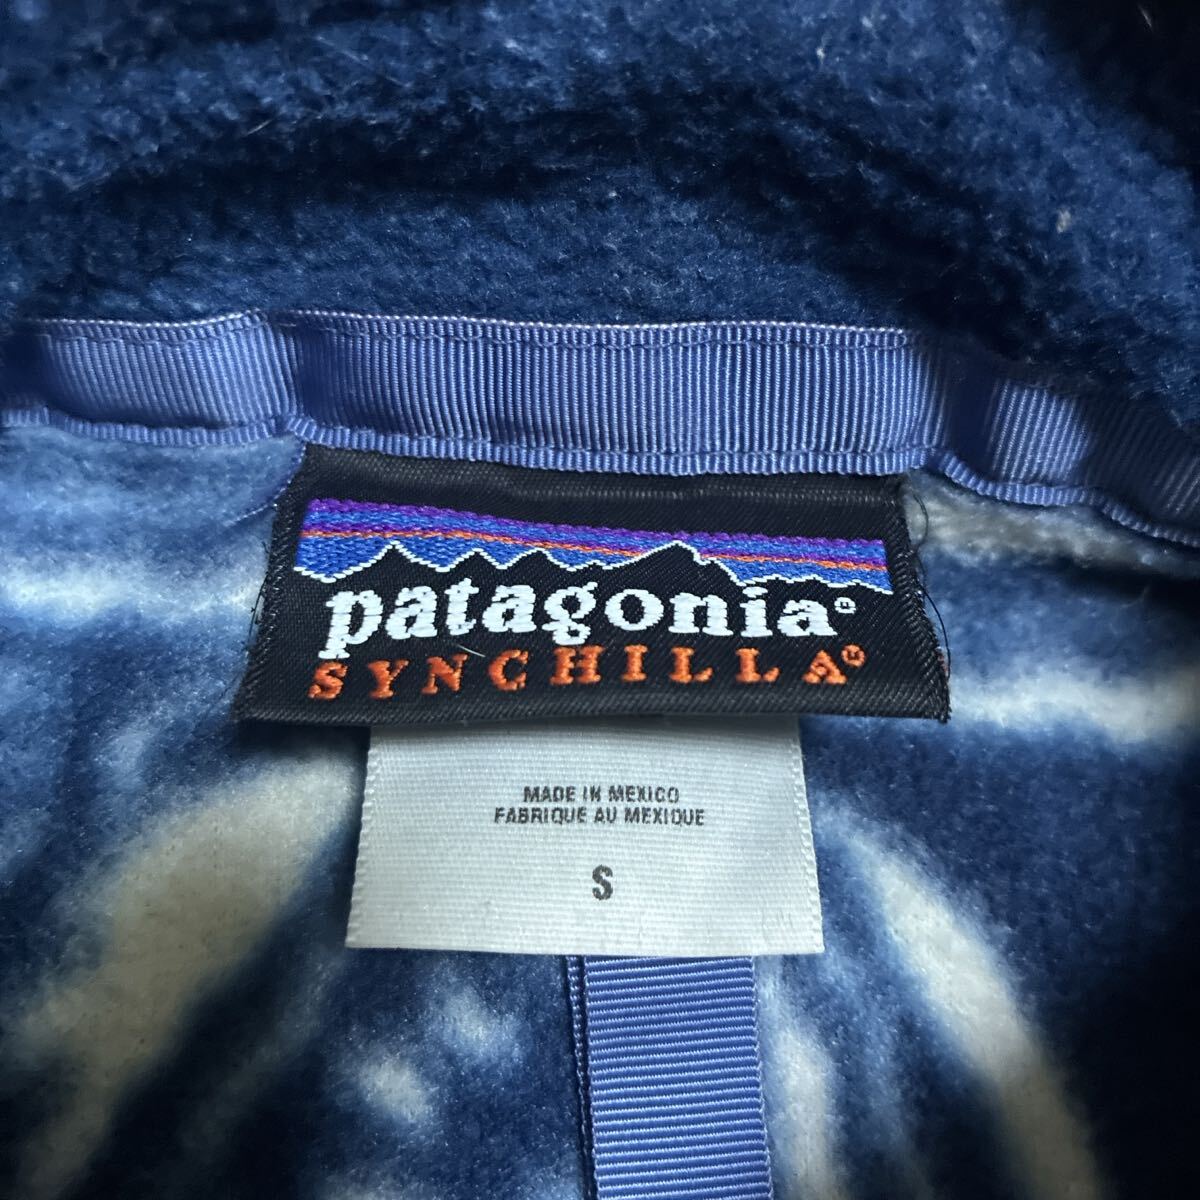 patagonia®
SYNCHILLA®
MADE IN MEXICO
FABRIQUE AU MEXIQUE
S